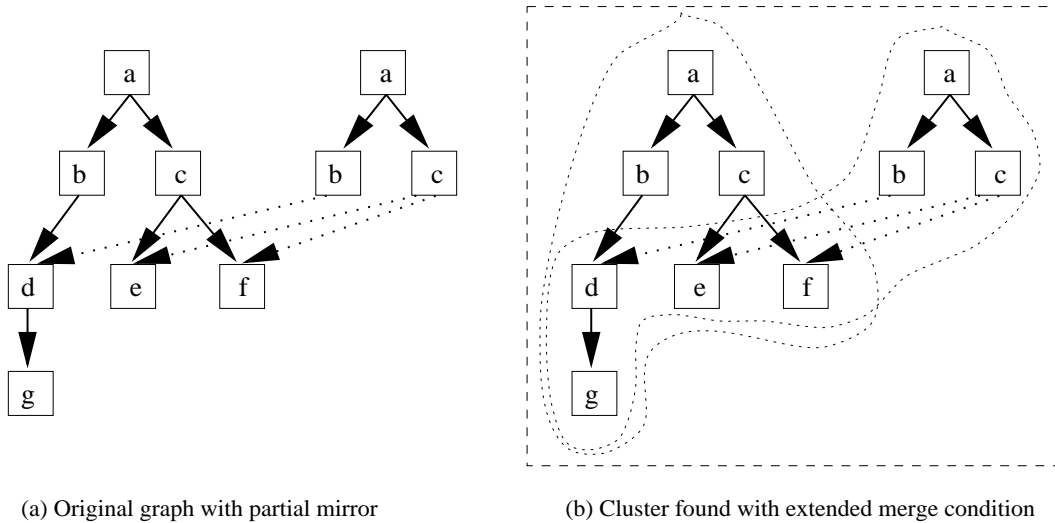 a a a a
b c b c b c b c
d e f d e f
g g
(a) Original graph with partial mirror
(b) Cluster found with extended merge condition